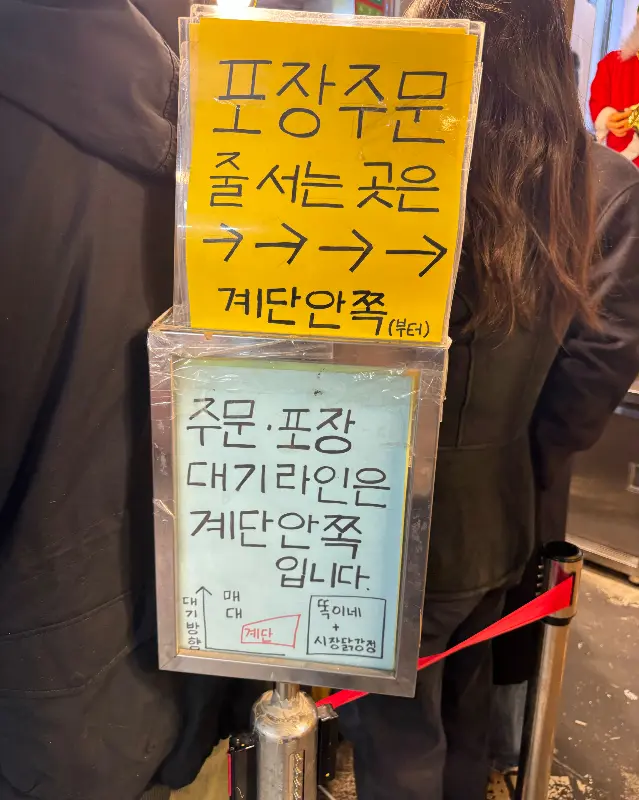 포장주문
줄 서는 곳은
→ → → →
계단안쪽(부터)
주문·포장
대기라인은
계단안쪽
입니다.
대기방향
매대
계단
똑이네
+
시장닭강정